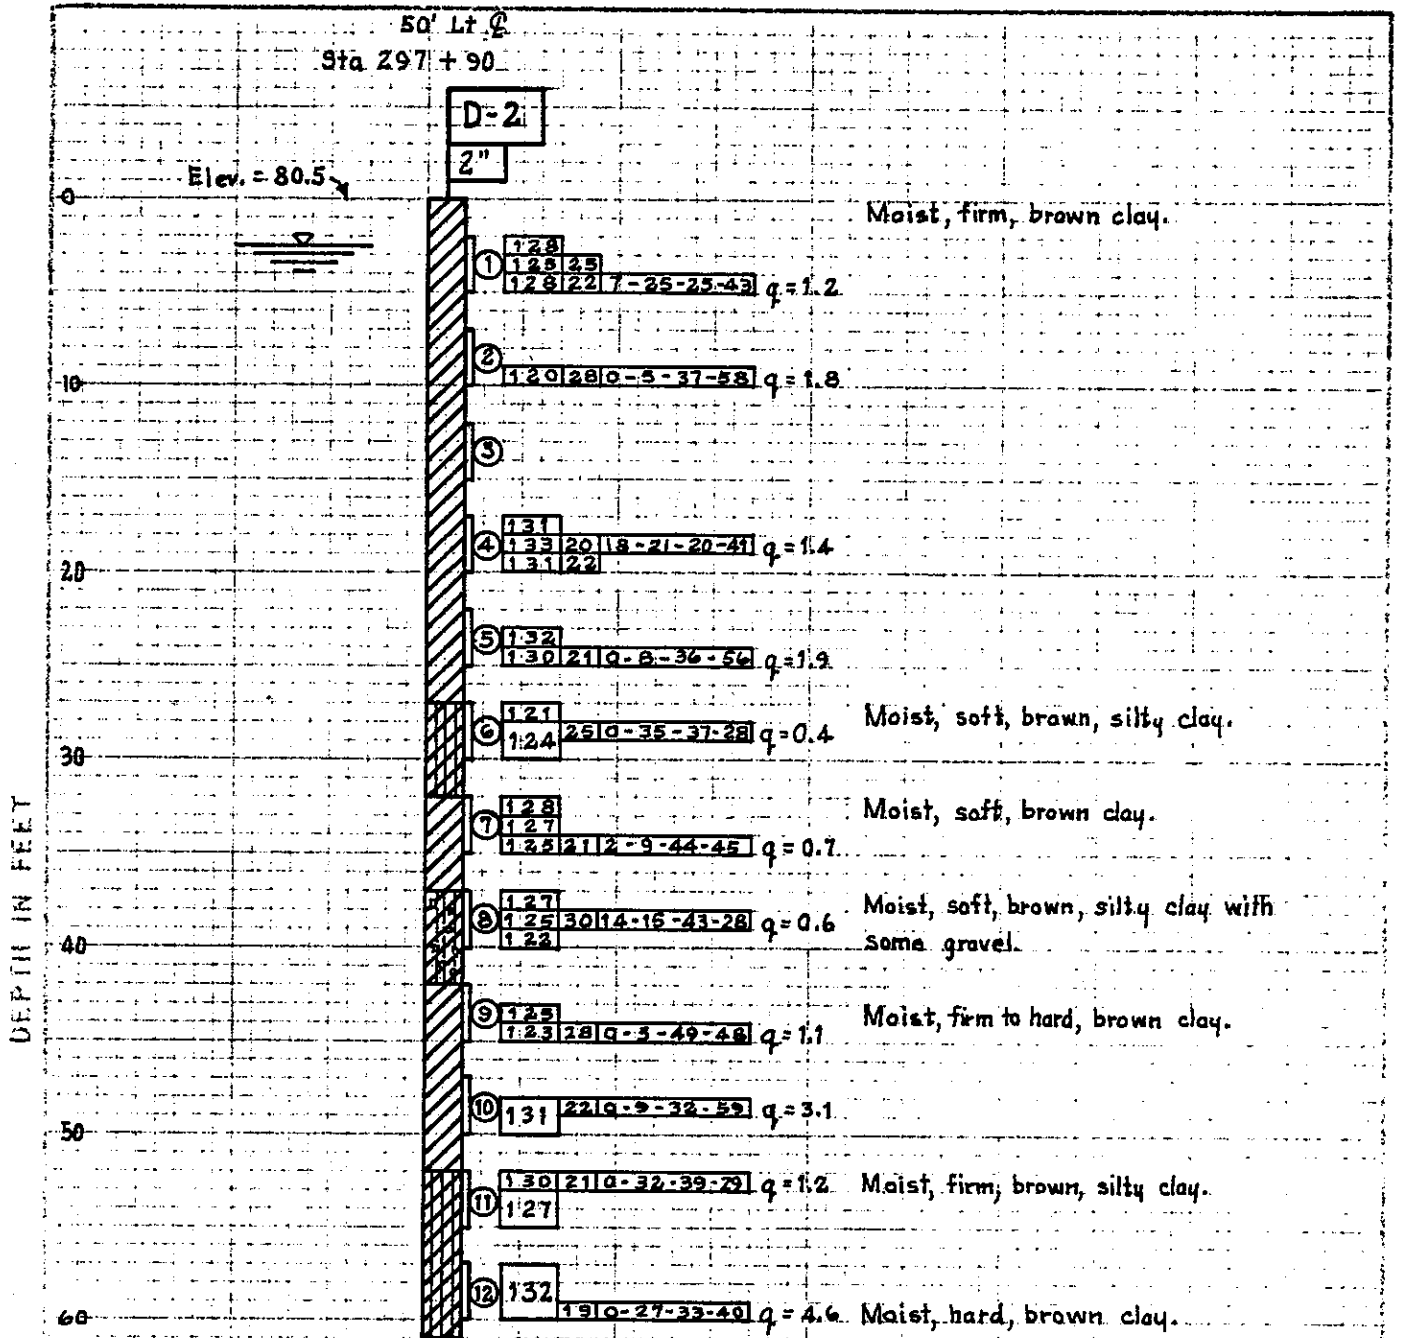 50' Lt ℄
Sta 297 + 90
D-2
2"
Elev. = 80.5
0
Moist, firm, brown clay.
1 128
125 25
128 22 7-25-25-43 q = 1.2
2
10 120 28 0-5-37-58 q = 1.8
3
131
4 133 20 18-21-20-41 q = 1.4
20 131 22
5 132
130 21 0-8-36-56 q = 1.9
121 Moist, soft, brown, silty clay.
6 124 25 0-35-37-28 q = 0.4
30
128 Moist, soft, brown clay.
7 127
125 21 2-9-44-45 q = 0.7
127 Moist, soft, brown, silty clay with
8 125 30 14-15-43-28 q = 0.6
40 122 some gravel.
9 125 Moist, firm to hard, brown clay.
123 28 0-3-49-48 q = 1.1
10 131 22 0-9-32-59 q = 3.1
50
130 21 0-32-39-29 q = 1.2 Moist, firm, brown, silty clay.
11 127
12 132
60 19 0-27-33-40 q = 4.6 Moist, hard, brown clay.
DEPTH IN FEET